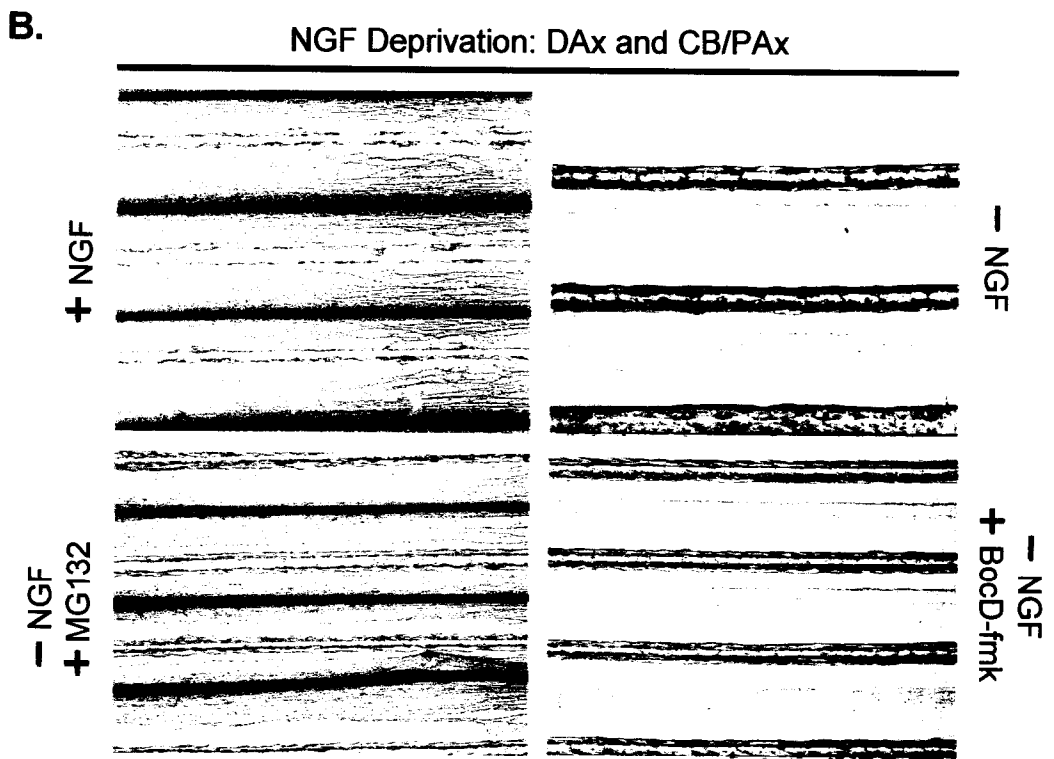 B.
NGF Deprivation: DAx and CB/PAx
+ NGF
− NGF
− NGF
+ MG132
− NGF
+ BocD-fmk